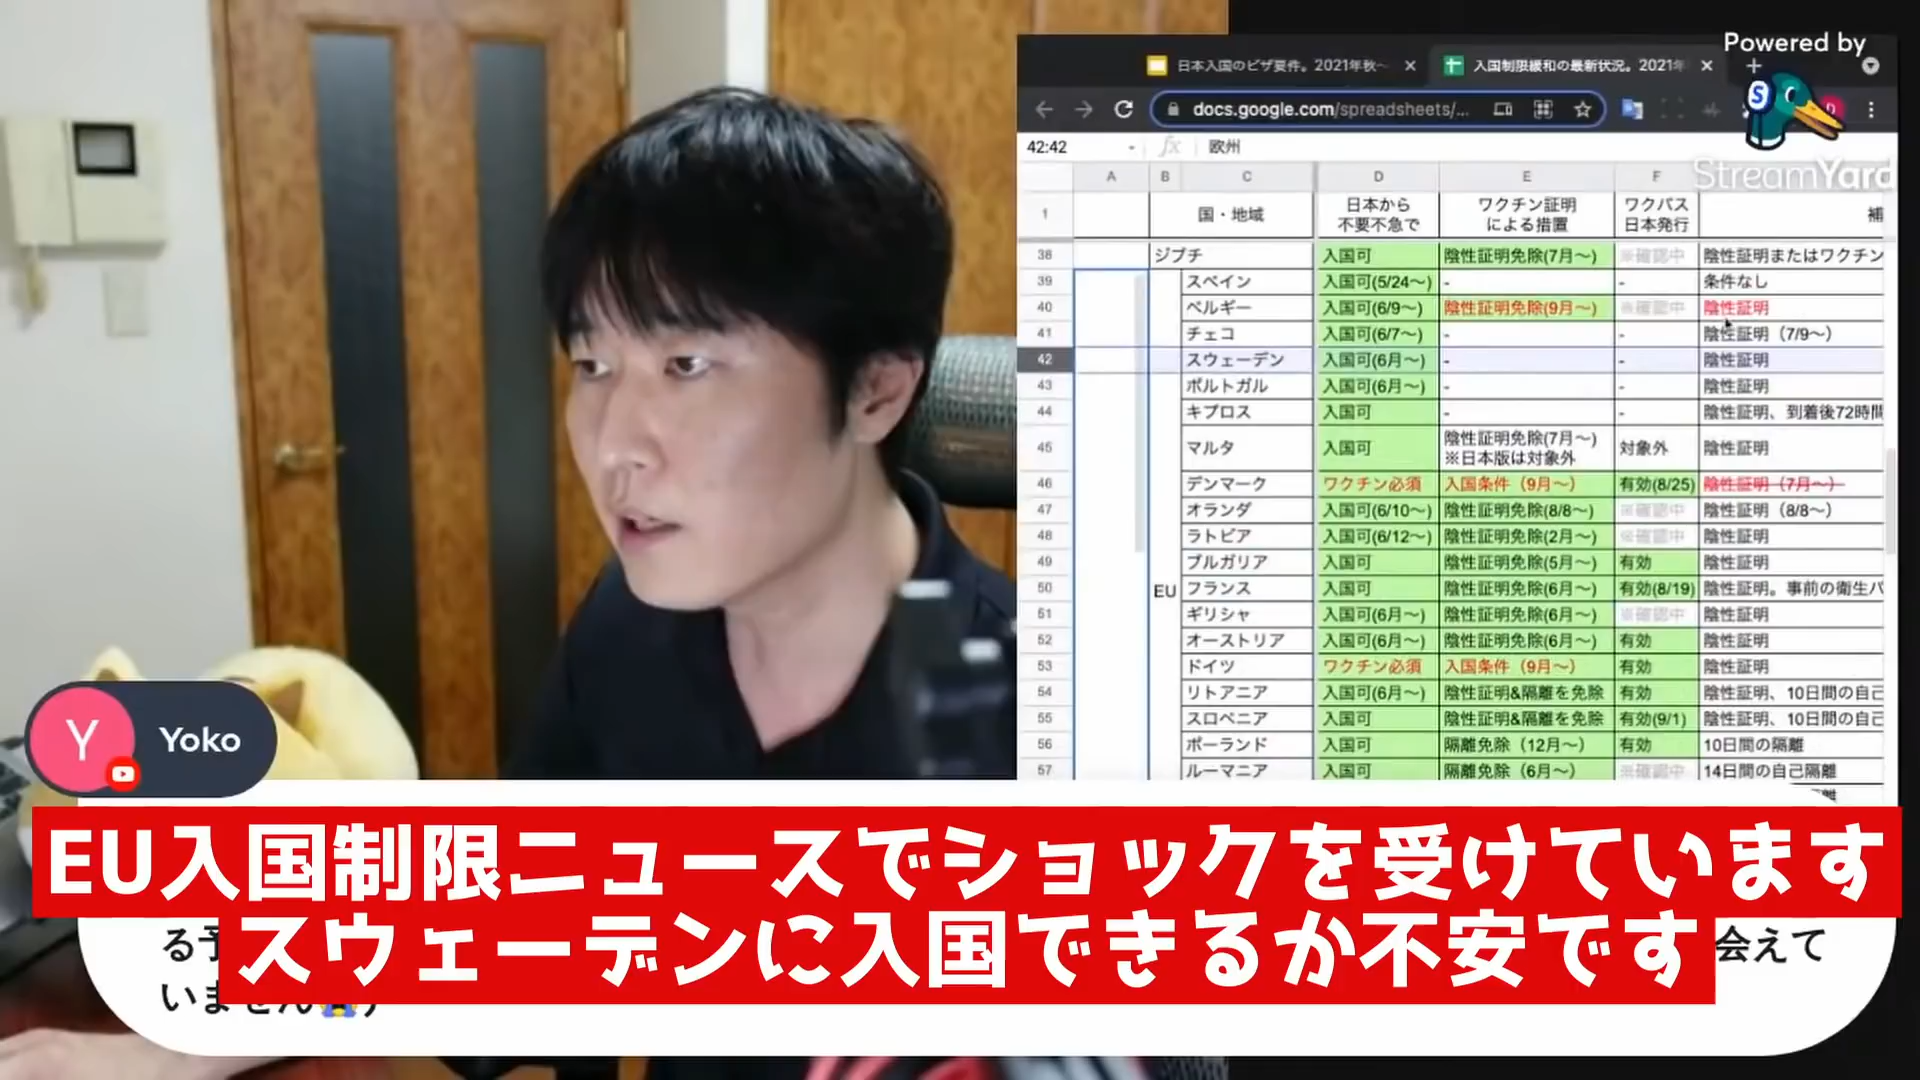 Powered by
StreamYard
日本入国のビザ要件。2021年秋〜
入国制限緩和の最新状況。2021年
docs.google.com/spreadsheets/...
42:42
fx
欧州
A B C D E F
1 国・地域 日本から 不要不急で ワクチン証明 による措置 ワクパス 日本発行 補
38 ジブチ 入国可 陰性証明免除(7月〜) ※確認中 陰性証明またはワクチン
39 スペイン 入国可(5/24〜) - - 条件なし
40 ベルギー 入国可(6/9〜) 陰性証明免除(9月〜) ※確認中 陰性証明
41 チェコ 入国可(6/7〜) - - 陰性証明（7/9〜）
42 スウェーデン 入国可(6月〜) - - 陰性証明
43 ポルトガル 入国可(6月〜) - - 陰性証明
44 キプロス 入国可 - - 陰性証明、到着後72時間
45 マルタ 入国可 陰性証明免除(7月〜) ※日本版は対象外 対象外 陰性証明
46 デンマーク ワクチン必須 入国条件（9月〜） 有効(8/25) 陰性証明（7月〜）
47 オランダ 入国可(6/10〜) 陰性証明免除(8/8〜) ※確認中 陰性証明（8/8〜）
48 ラトビア 入国可(6/12〜) 陰性証明免除(2月〜) ※確認中 陰性証明
49 ブルガリア 入国可 陰性証明免除(5月〜) 有効 陰性証明
50 EU フランス 入国可 陰性証明免除(6月〜) 有効(8/19) 陰性証明。事前の衛生パ
51 ギリシャ 入国可(6月〜) 陰性証明免除(6月〜) ※確認中 陰性証明
52 オーストリア 入国可(6月〜) 陰性証明免除(6月〜) 有効 陰性証明
53 ドイツ ワクチン必須 入国条件（9月〜） 有効 陰性証明
54 リトアニア 入国可(6月〜) 陰性証明&隔離を免除 有効 陰性証明、10日間の自己
55 スロベニア 入国可 陰性証明&隔離を免除 有効(9/1) 陰性証明、10日間の自己
56 ポーランド 入国可 隔離免除（12月〜） 有効 10日間の隔離
57 ルーマニア 入国可 隔離免除（6月〜） ※確認中 14日間の自己隔離
Y Yoko
EU入国制限ニュースでショックを受けています
スウェーデンに入国できるか不安です
る予 会えて
いません😭)